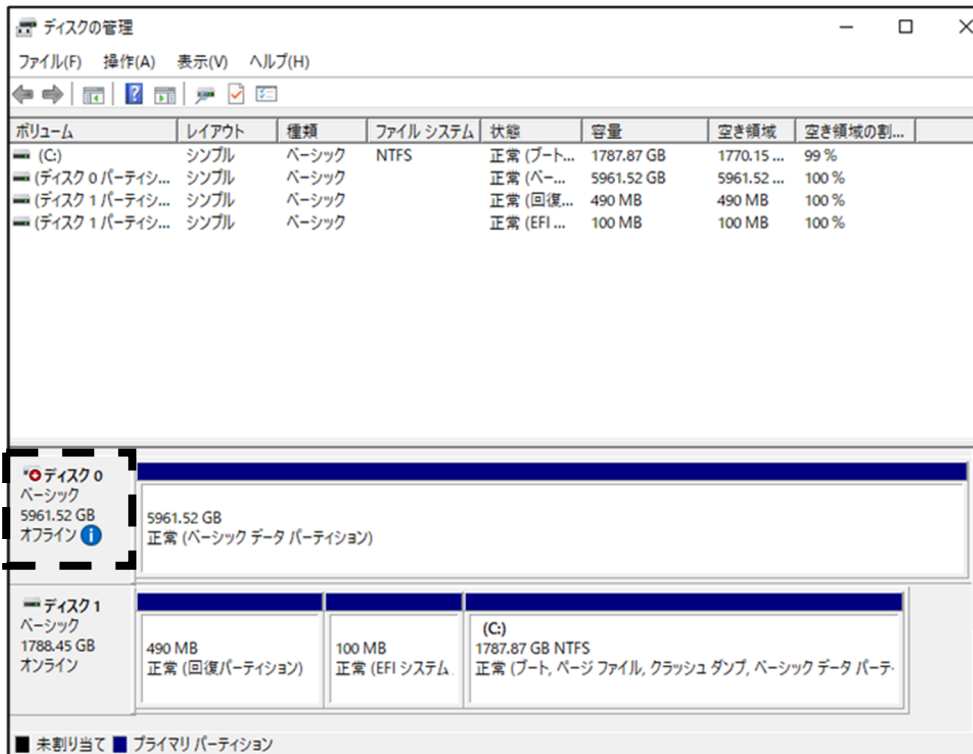 ディスクの管理
ファイル(F) 操作(A) 表示(V) ヘルプ(H)
ボリューム レイアウト 種類 ファイル システム 状態 容量 空き領域 空き領域の割...
(C:) シンプル ベーシック NTFS 正常 (ブート... 1787.87 GB 1770.15 ... 99 %
(ディスク 0 パーティシ... シンプル ベーシック 正常 (ベー... 5961.52 GB 5961.52 ... 100 %
(ディスク 1 パーティシ... シンプル ベーシック 正常 (回復... 490 MB 490 MB 100 %
(ディスク 1 パーティシ... シンプル ベーシック 正常 (EFI ... 100 MB 100 MB 100 %
ディスク 0
ベーシック
5961.52 GB
オフライン
5961.52 GB
正常 (ベーシック データ パーティション)
ディスク 1
ベーシック
1788.45 GB
オンライン
490 MB
正常 (回復パーティション)
100 MB
正常 (EFI システム
(C:)
1787.87 GB NTFS
正常 (ブート, ページ ファイル, クラッシュ ダンプ, ベーシック データ パーテ
未割り当て プライマリ パーティション